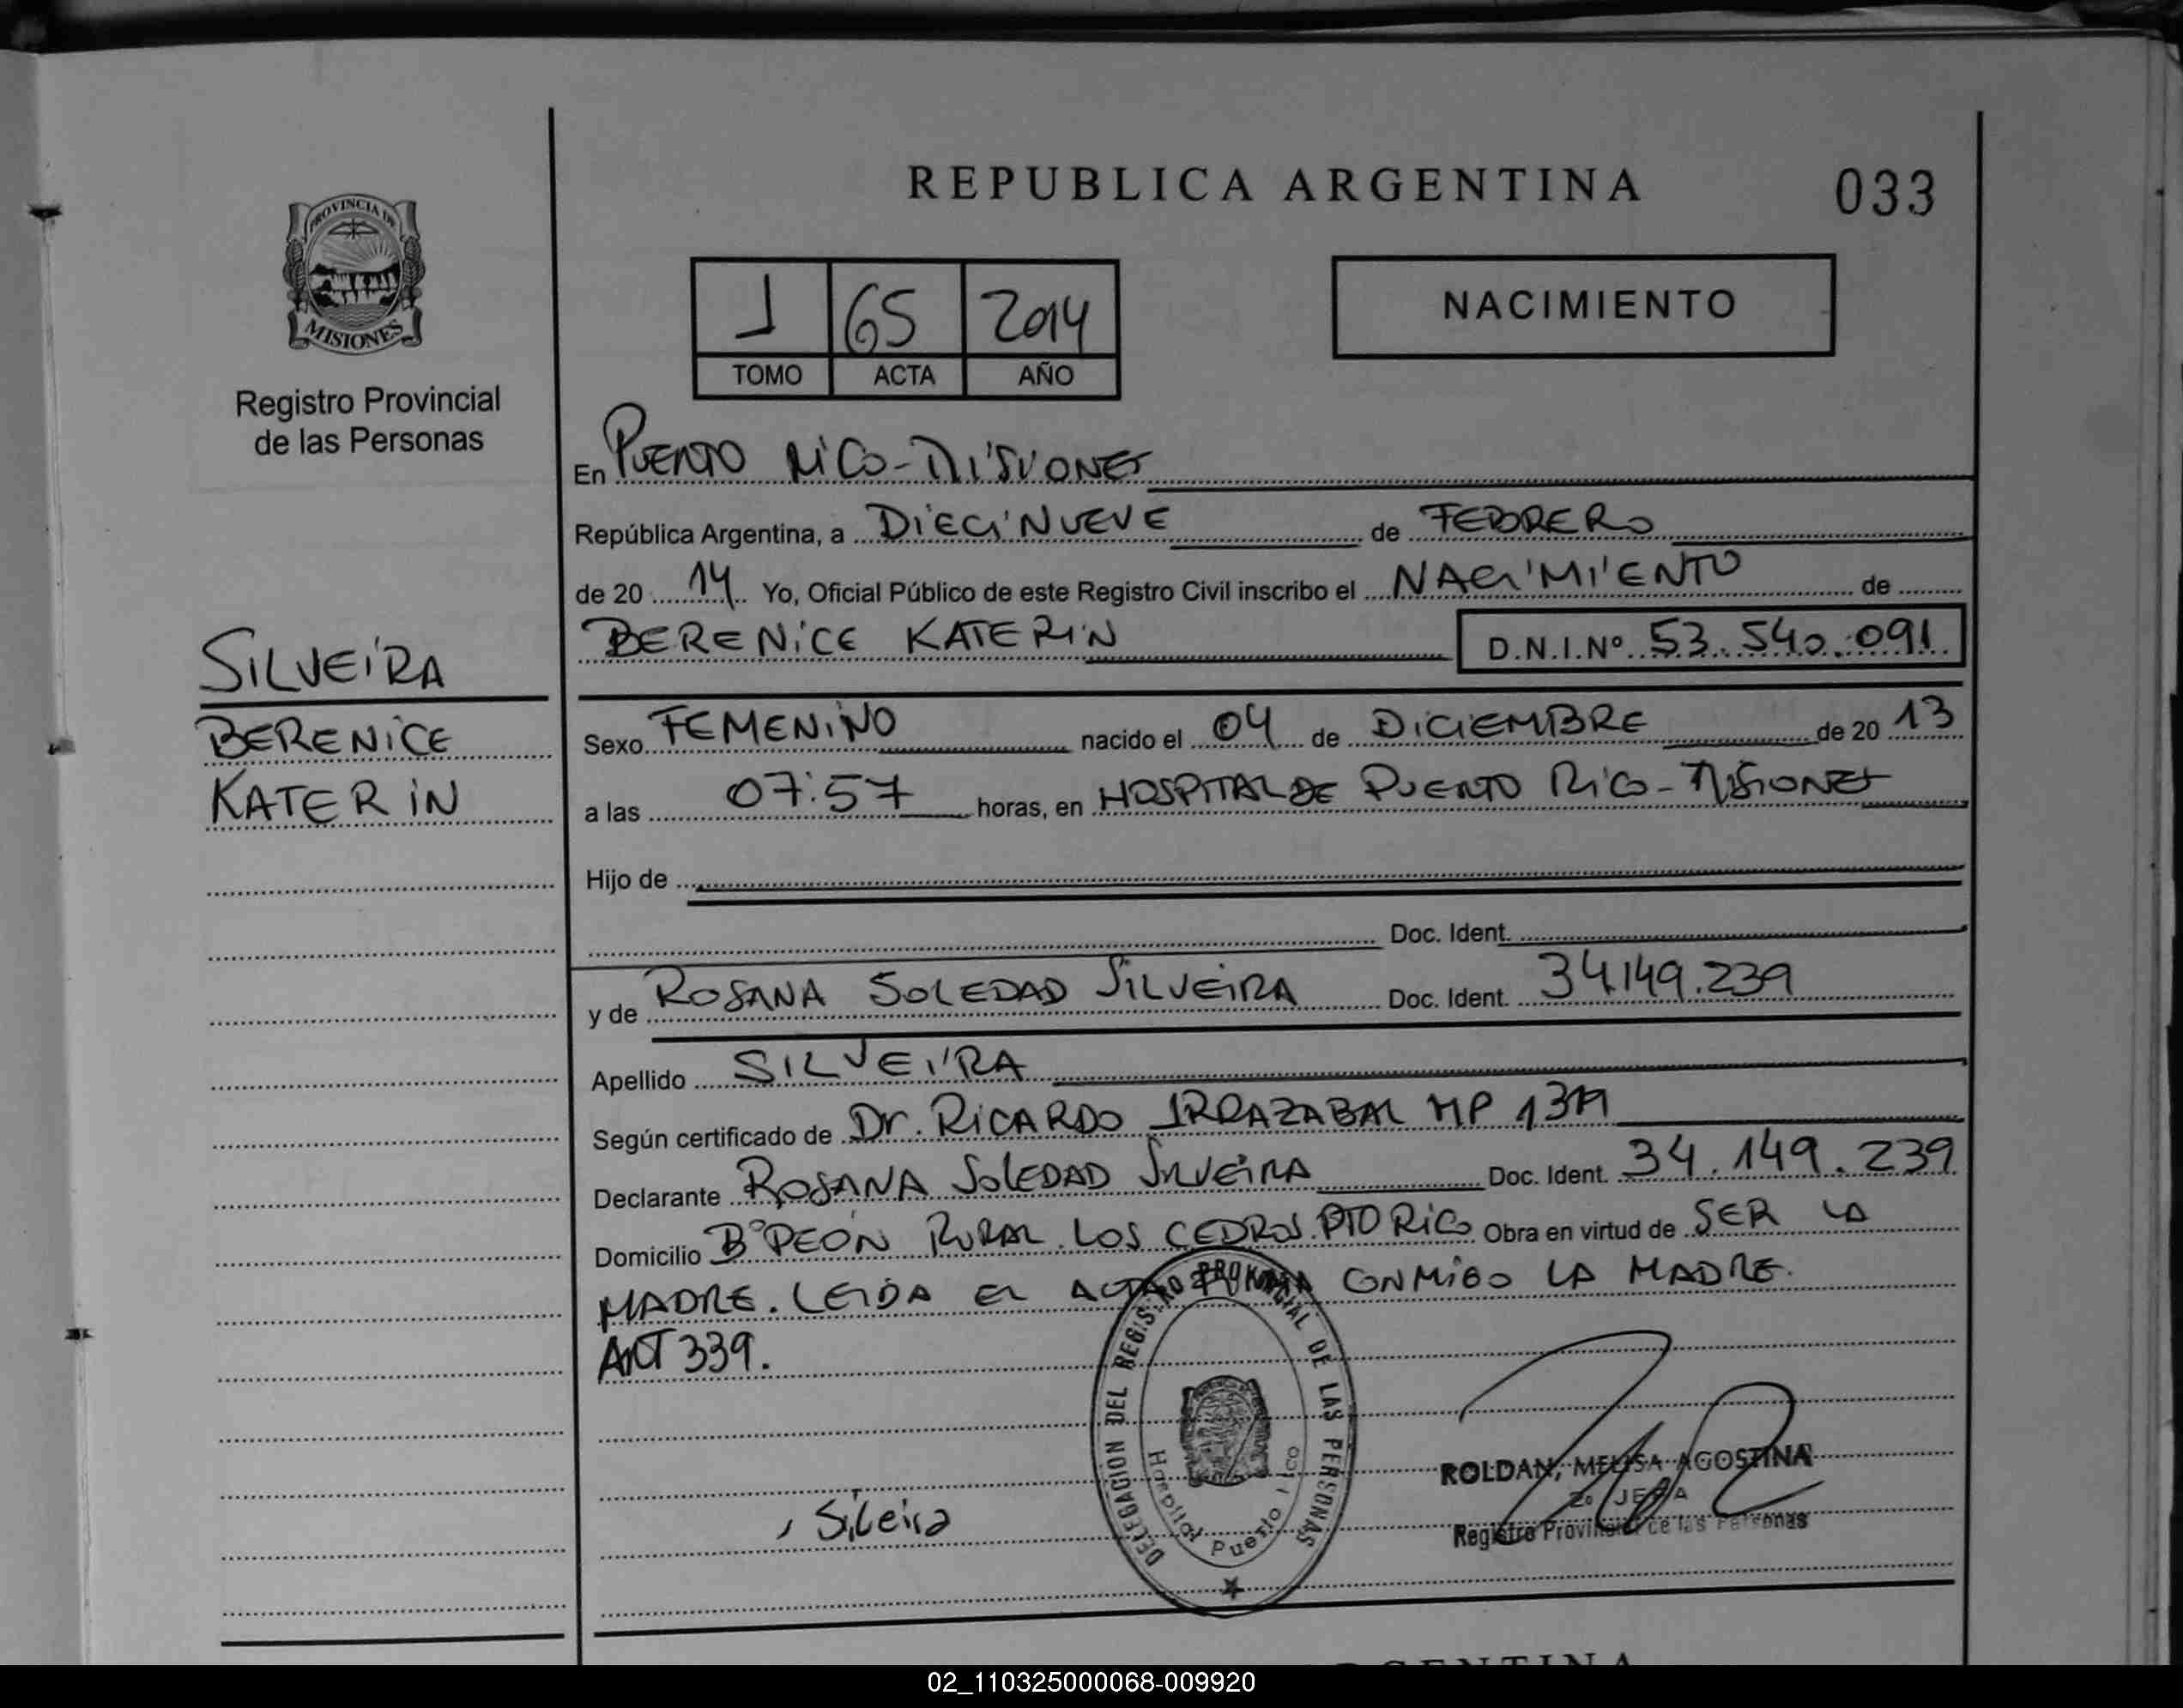 REPUBLICA ARGENTINA
033
PROVINCIA DE
MISIONES
Registro Provincial
de las Personas
1 65 2014
TOMO ACTA AÑO
NACIMIENTO
En PUERTO RICO-MISIONES
República Argentina, a DIECINUEVE de FEBRERO
de 20 14 Yo, Oficial Público de este Registro Civil inscribo el NACIMIENTO de
BERENICE KATERIN D.N.I.Nº 53.540.091
SILVEIRA
BERENICE
KATERIN
Sexo FEMENINO nacido el 04 de DICIEMBRE de 20 13
a las 07:57 horas, en HOSPITAL DE PUERTO RICO-MISIONES
Hijo de
Doc. Ident.
y de ROSANA SOLEDAD SILVEIRA Doc. Ident. 34.149.239
Apellido SILVEIRA
Según certificado de Dr. RICARDO IRRAZABAL MP
Declarante ROSANA SOLEDAD SILVEIRA Doc. Ident. 34.149.239
Domicilio Bº PEON RURAL LOS CEDROS PTO RICO Obra en virtud de SER LA
MADRE. LEIDA EL ACTA FIRMA CONMIGO LA MADRE.
ART 339.
DELEGACION DEL REGISTRO PROVINCIAL DE LAS PERSONAS
Hospital Puerto Rico
Silveira
ROLDAN, MELISA AGOSTINA
2º JEFA
Registro Provincial de las Personas
02_110325000068-009920